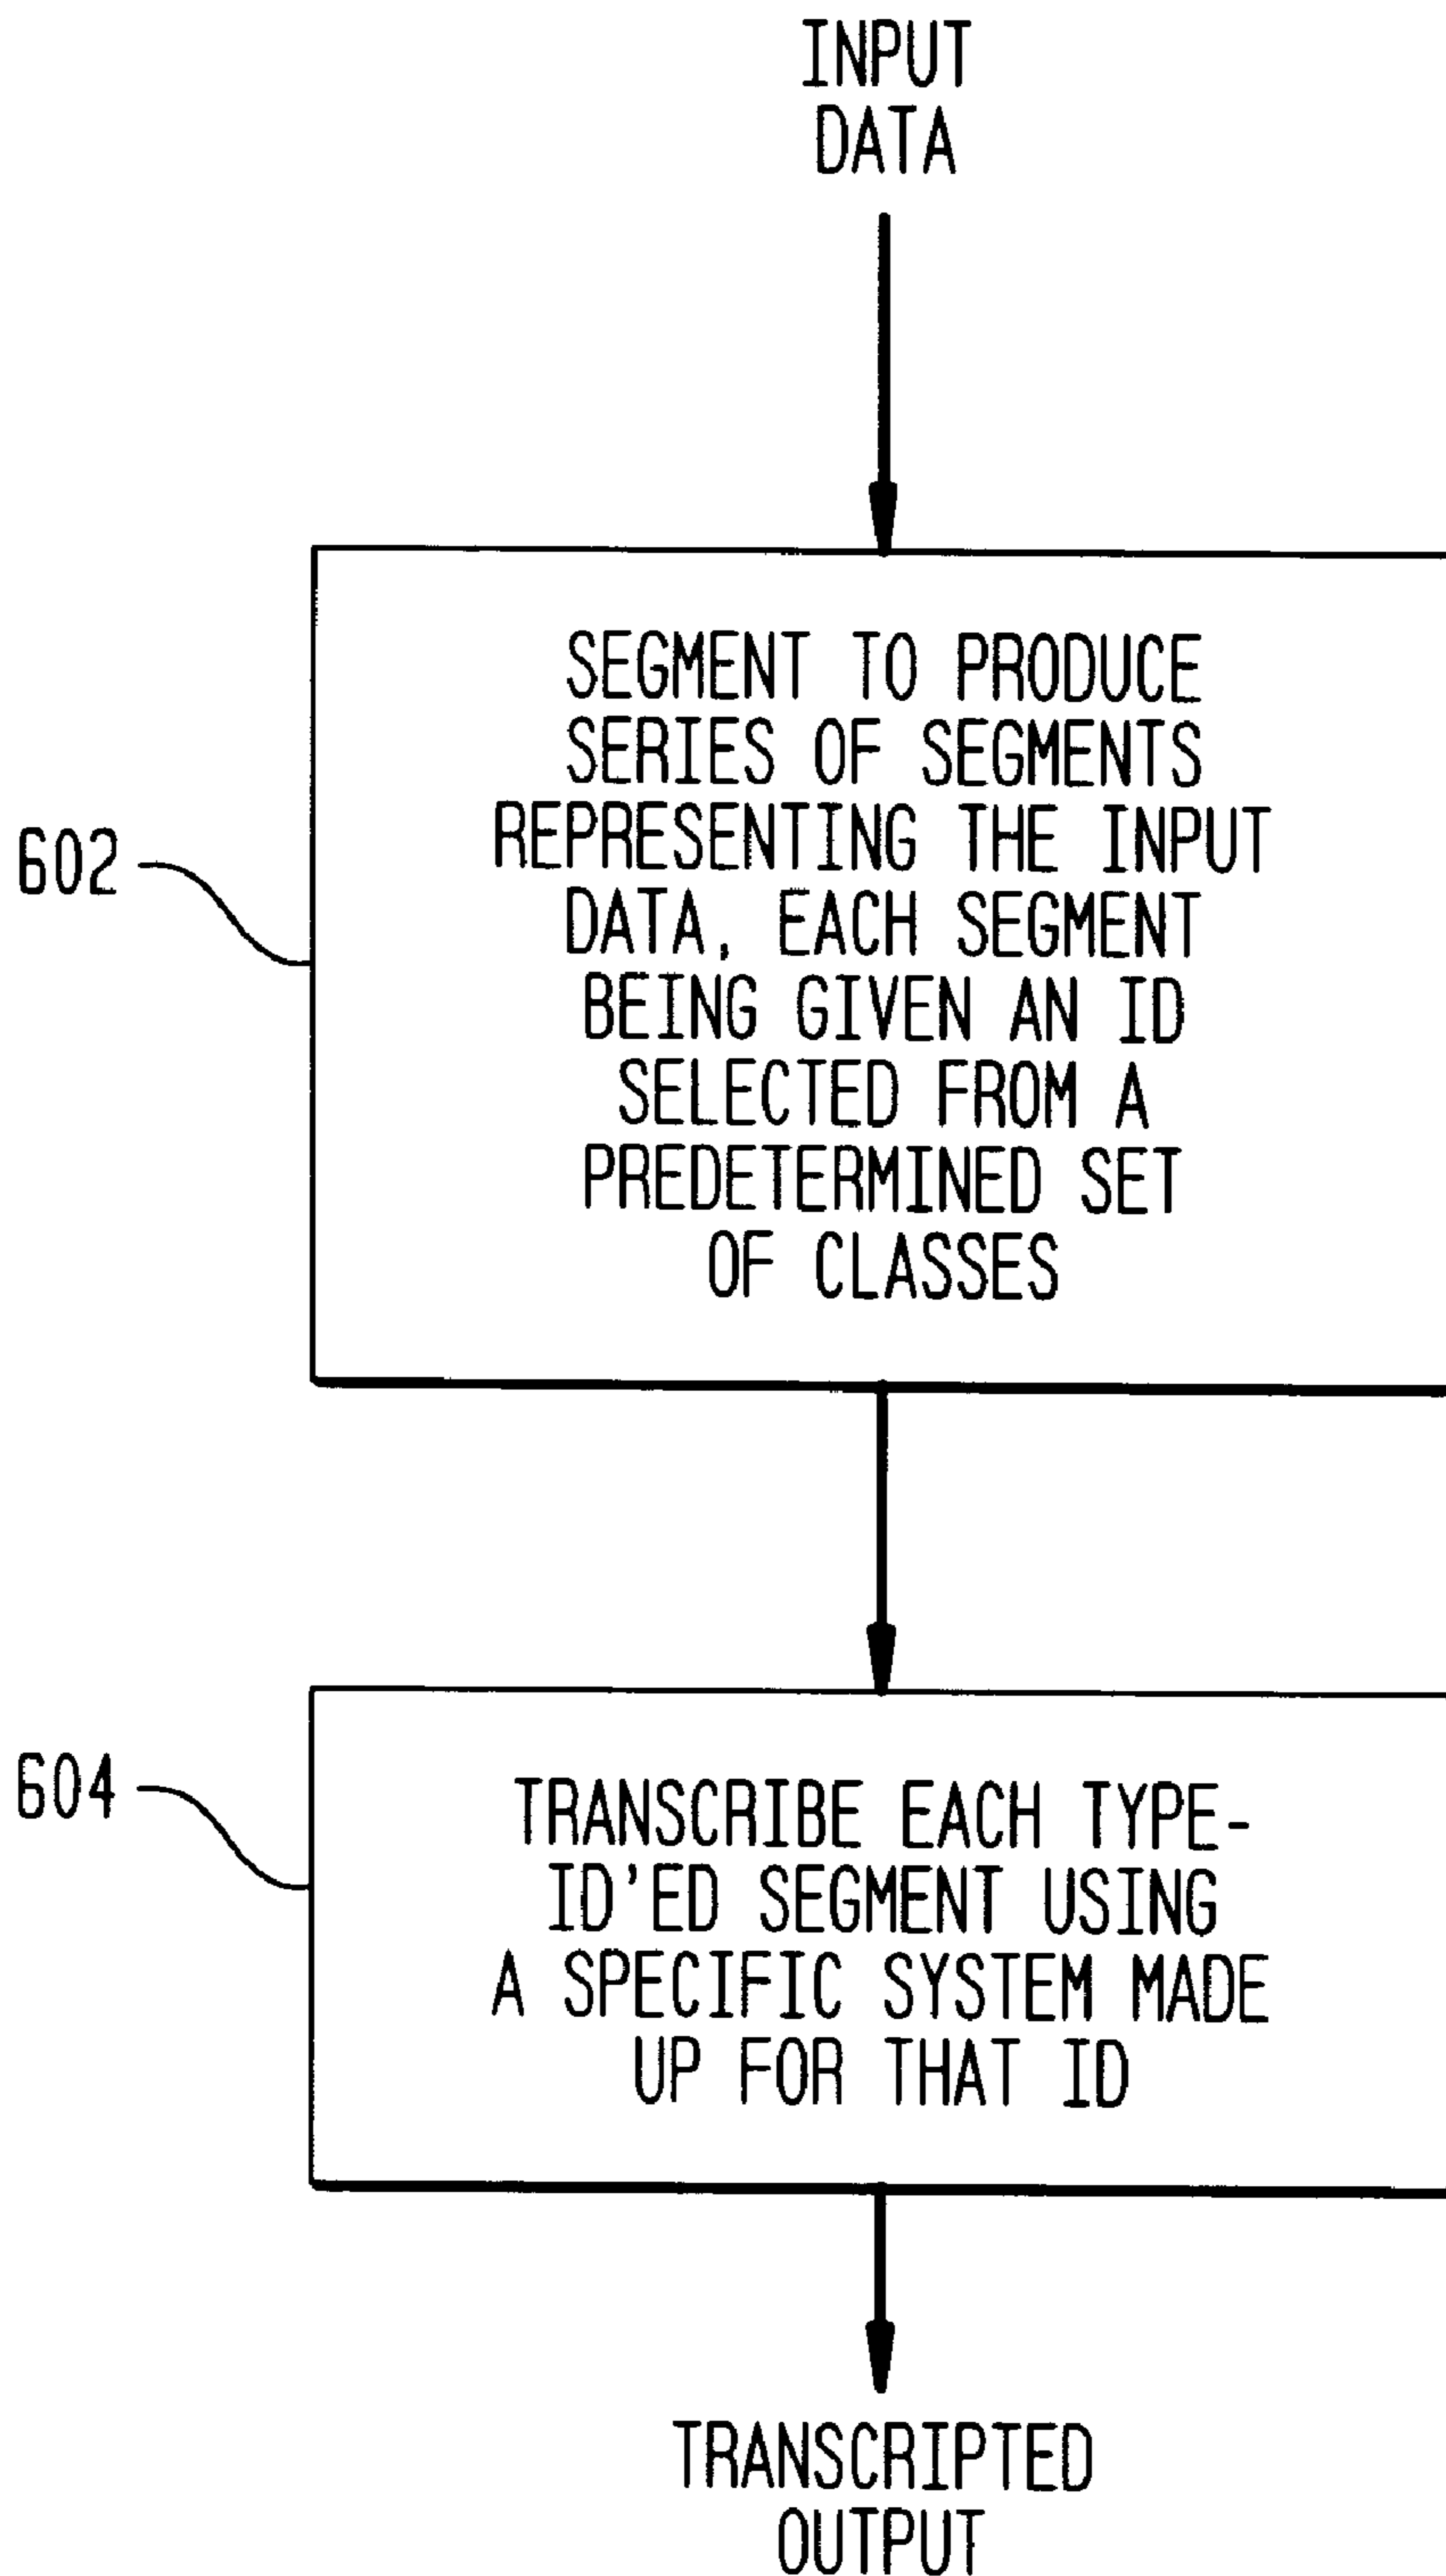 INPUT
DATA
SEGMENT TO PRODUCE
SERIES OF SEGMENTS
REPRESENTING THE INPUT
DATA, EACH SEGMENT
BEING GIVEN AN ID
SELECTED FROM A
PREDETERMINED SET
OF CLASSES
602
TRANSCRIBE EACH TYPE-
ID'ED SEGMENT USING
A SPECIFIC SYSTEM MADE
UP FOR THAT ID
604
TRANSCRIPTED
OUTPUT